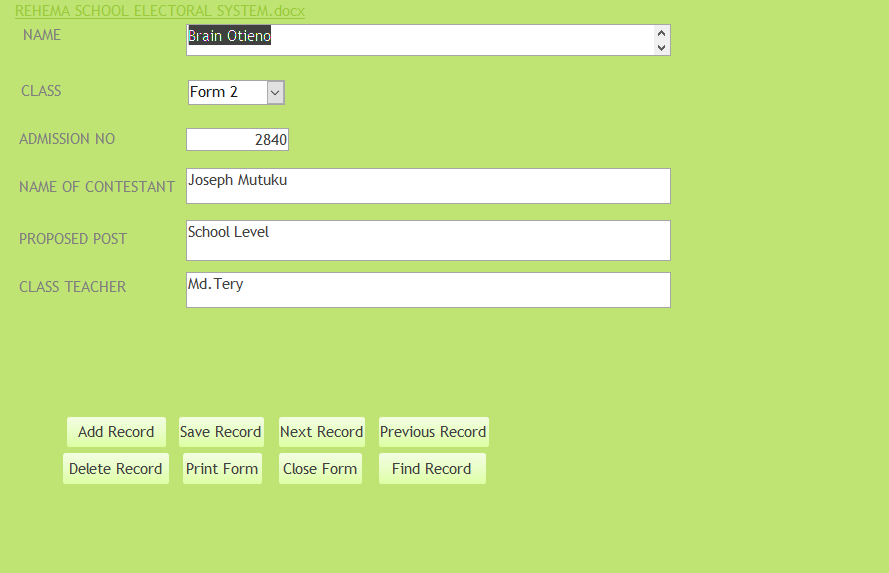 REHEMA SCHOOL ELECTORAL SYSTEM.docx
NAME Brain Otieno
CLASS Form 2
ADMISSION NO 2840
NAME OF CONTESTANT Joseph Mutuku
PROPOSED POST School Level
CLASS TEACHER Md.Tery
Add Record Save Record Next Record Previous Record
Delete Record Print Form Close Form Find Record